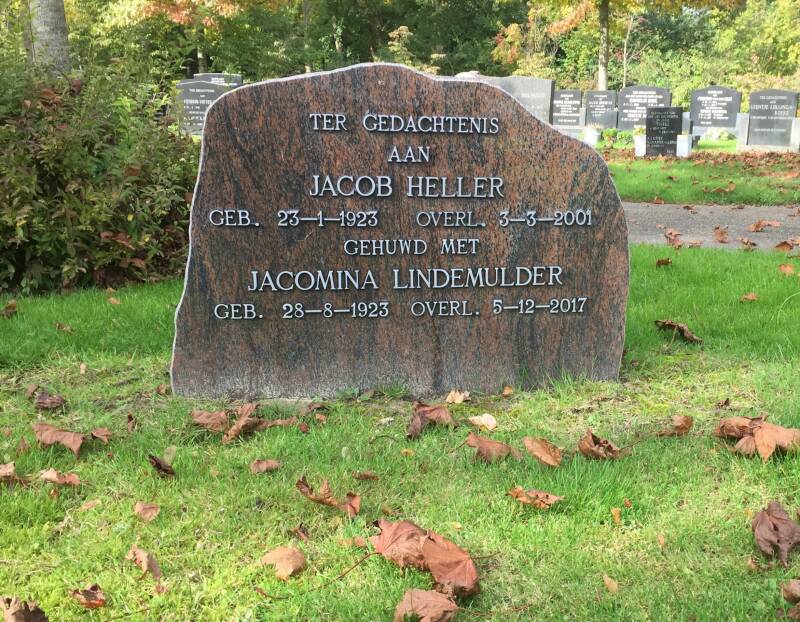 TER GEDACHTENIS
AAN
JACOB HELLER
GEB. 23-1-1923 OVERL. 3-3-2001
GEHUWD MET
JACOMINA LINDEMULDER
GEB. 28-8-1923 OVERL. 5-12-2017